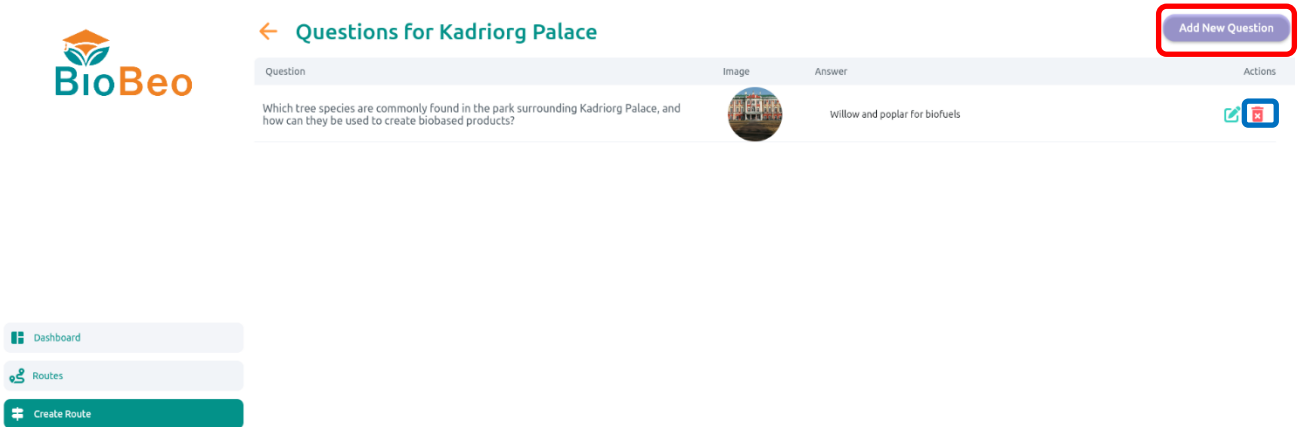 BioBeo
Questions for Kadriorg Palace
Add New Question
Question Image Answer Actions
Which tree species are commonly found in the park surrounding Kadriorg Palace, and
how can they be used to create biobased products?
Willow and poplar for biofuels
Dashboard
Routes
Create Route